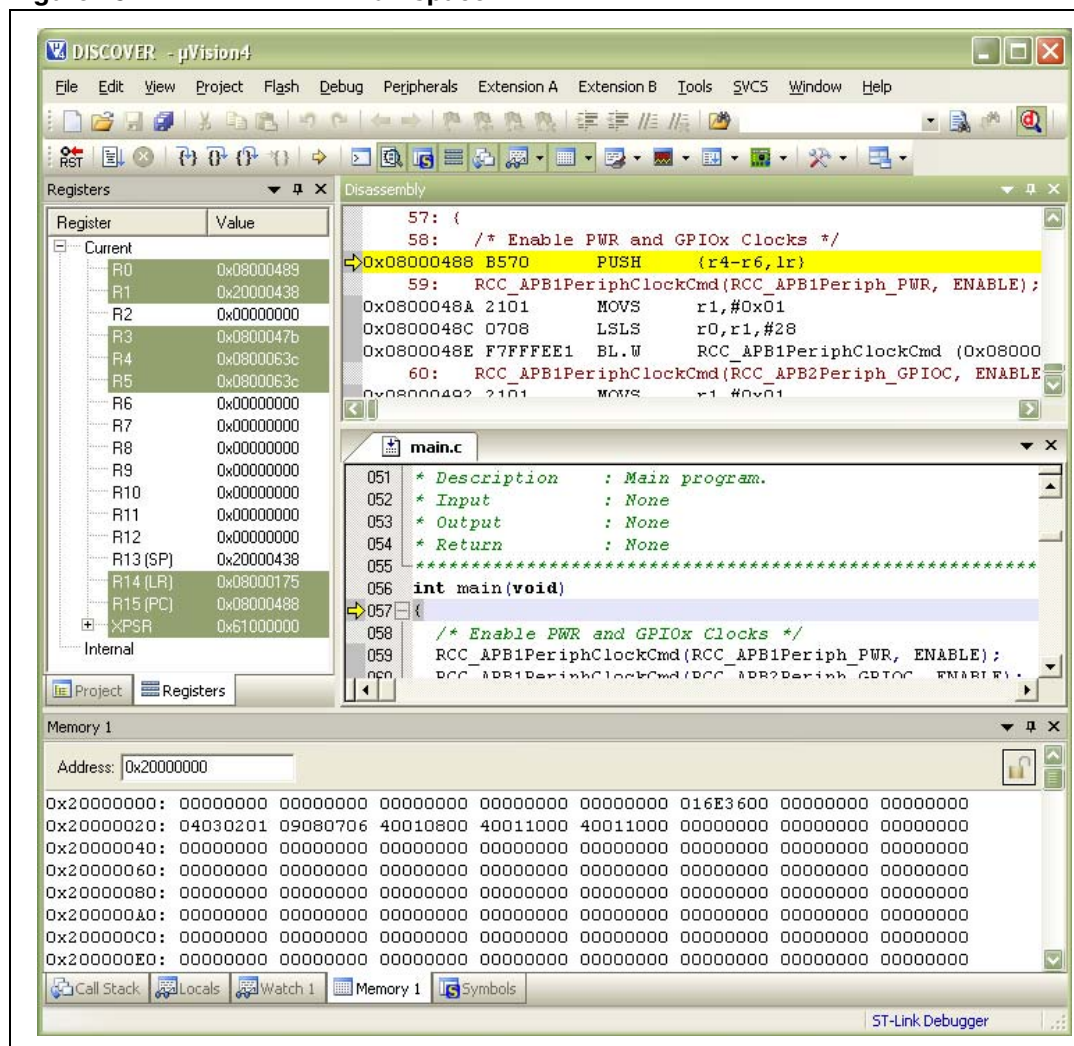 DISCOVER - µVision4
File Edit View Project Flash Debug Peripherals Extension A Extension B Tools SVCS Window Help
RST
Registers
Register Value
Current
R0 0x08000489
R1 0x20000438
R2 0x00000000
R3 0x0800047b
R4 0x0800063c
R5 0x0800063c
R6 0x00000000
R7 0x00000000
R8 0x00000000
R9 0x00000000
R10 0x00000000
R11 0x00000000
R12 0x00000000
R13 (SP) 0x20000438
R14 (LR) 0x08000175
R15 (PC) 0x08000488
XPSR 0x61000000
Internal
Project Registers
Disassembly
57: {
58: /* Enable PWR and GPIOx Clocks */
0x08000488 B570 PUSH {r4-r6,lr}
59: RCC_APB1PeriphClockCmd(RCC_APB1Periph_PWR, ENABLE);
0x0800048A 2101 MOVS r1,#0x01
0x0800048C 0708 LSLS r0,r1,#28
0x0800048E F7FFFEE1 BL.W RCC_APB1PeriphClockCmd (0x08000
60: RCC_APB1PeriphClockCmd(RCC_APB2Periph_GPIOC, ENABLE
0x08000492 2101 MOVS r1,#0x01
main.c
051 * Description : Main program.
052 * Input : None
053 * Output : None
054 * Return : None
055 ************************************************************
056 int main(void)
057 {
058 /* Enable PWR and GPIOx Clocks */
059 RCC_APB1PeriphClockCmd(RCC_APB1Periph_PWR, ENABLE);
060 RCC_APB1PeriphClockCmd(RCC_APB2Periph_GPIOC, ENABLE);
Memory 1
Address: 0x20000000
0x20000000: 00000000 00000000 00000000 00000000 00000000 016E3600 00000000 00000000
0x20000020: 04030201 09080706 40010800 40011000 40011000 00000000 00000000 00000000
0x20000040: 00000000 00000000 00000000 00000000 00000000 00000000 00000000 00000000
0x20000060: 00000000 00000000 00000000 00000000 00000000 00000000 00000000 00000000
0x20000080: 00000000 00000000 00000000 00000000 00000000 00000000 00000000 00000000
0x200000A0: 00000000 00000000 00000000 00000000 00000000 00000000 00000000 00000000
0x200000C0: 00000000 00000000 00000000 00000000 00000000 00000000 00000000 00000000
0x200000E0: 00000000 00000000 00000000 00000000 00000000 00000000 00000000 00000000
Call Stack Locals Watch 1 Memory 1 Symbols
ST-Link Debugger